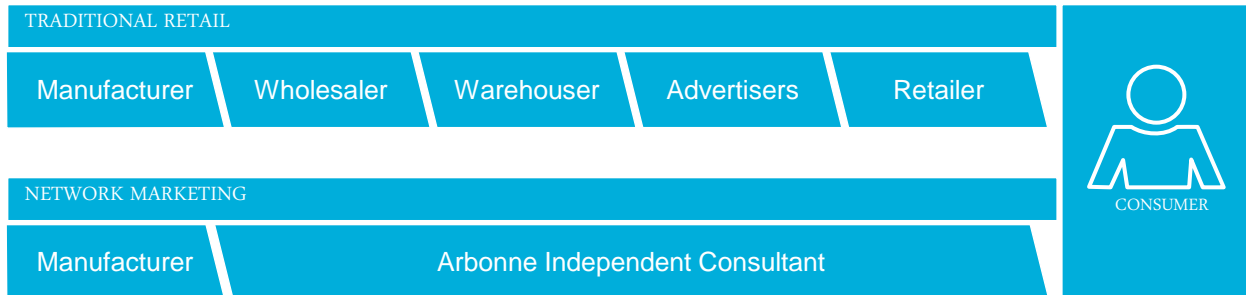 TRADITIONAL RETAIL
Manufacturer Wholesaler Warehouser Advertisers Retailer
NETWORK MARKETING
Manufacturer Arbonne Independent Consultant
CONSUMER